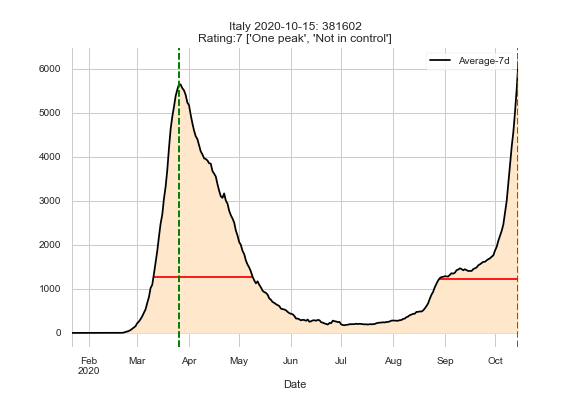 Italy 2020-10-15: 381602
Rating:7 ['One peak', 'Not in control']
Average-7d
6000
5000
4000
3000
2000
1000
0
Feb Mar Apr May Jun Jul Aug Sep Oct
2020
Date